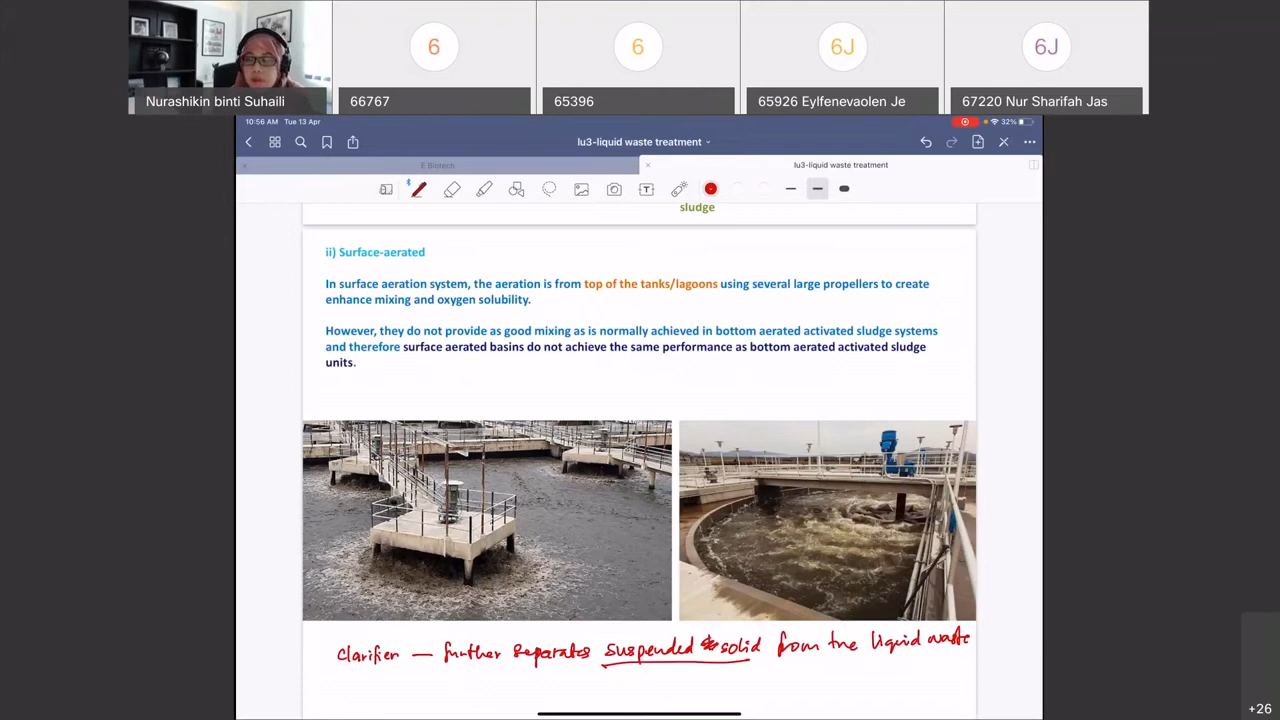 6
6
6J
6J
Nurashikin binti Suhaili
66767
65396
65926 Eylfenevaolen Je
67220 Nur Sharifah Jas
10:56 AM Tue 13 Apr
32%
lu3-liquid waste treatment
E Biotech
lu3-liquid waste treatment
T
sludge
ii) Surface-aerated
In surface aeration system, the aeration is from top of the tanks/lagoons using several large propellers to create
enhance mixing and oxygen solubility.
However, they do not provide as good mixing as is normally achieved in bottom aerated activated sludge systems
and therefore surface aerated basins do not achieve the same performance as bottom aerated activated sludge
units.
Clarifier — further separates suspended solid from the liquid waste
+26